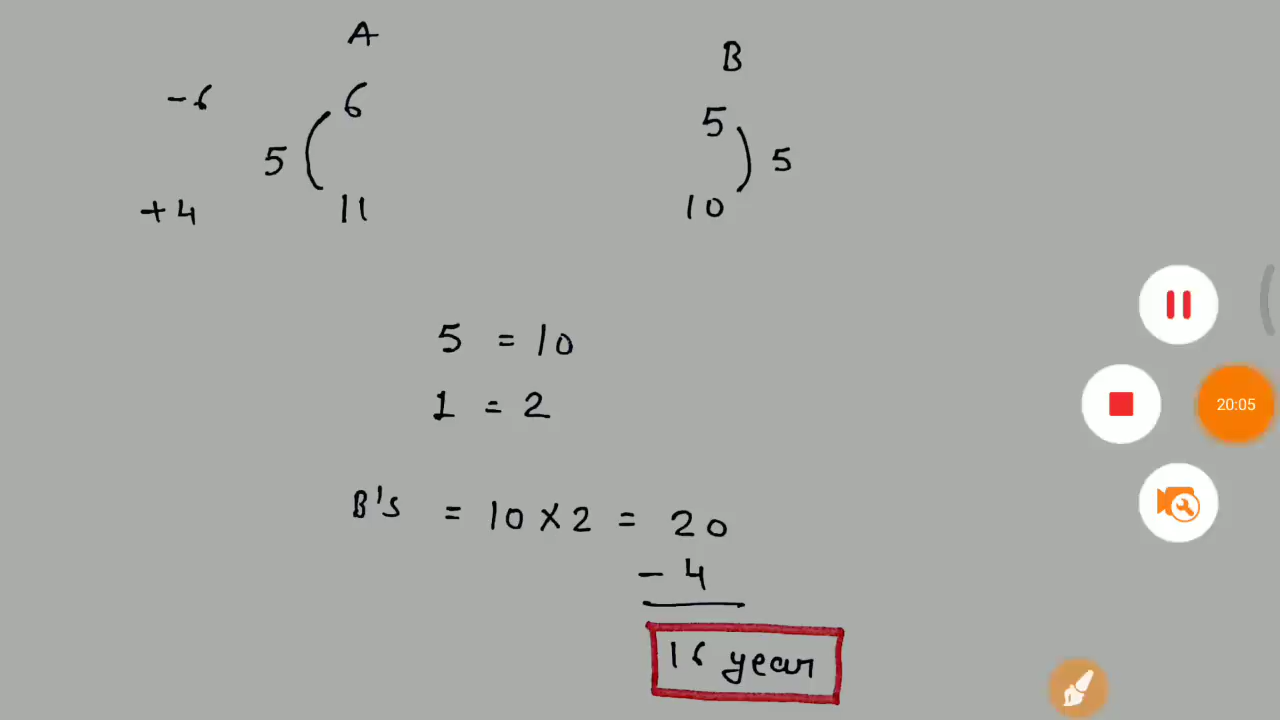 A
B
-6
6
5
5
5
+4
11
10
5 = 10
1 = 2
B's = 10 × 2 = 20
- 4
16 year
20:05